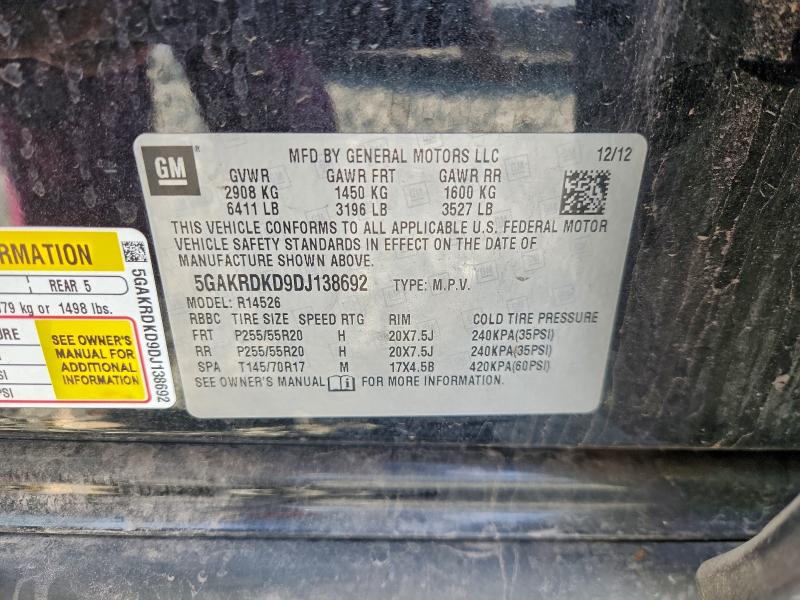 GM
MFD BY GENERAL MOTORS LLC 12/12
GVWR GAWR FRT GAWR RR
2908 KG 1450 KG 1600 KG
6411 LB 3196 LB 3527 LB
THIS VEHICLE CONFORMS TO ALL APPLICABLE U.S. FEDERAL MOTOR
VEHICLE SAFETY STANDARDS IN EFFECT ON THE DATE OF
MANUFACTURE SHOWN ABOVE.
5GAKRDKD9DJ138692 TYPE: M.P.V.
MODEL: R14526
RBBC TIRE SIZE SPEED RTG RIM COLD TIRE PRESSURE
FRT P255/55R20 H 20X7.5J 240KPA(35PSI)
RR P255/55R20 H 20X7.5J 240KPA(35PSI)
SPA T145/70R17 M 17X4.5B 420KPA(60PSI)
SEE OWNER'S MANUAL FOR MORE INFORMATION.
RMATION
REAR 5
79 kg or 1498 lbs.
URE
SEE OWNER'S
MANUAL FOR
ADDITIONAL
INFORMATION
SI
PSI
5GAKRDKD9DJ138692